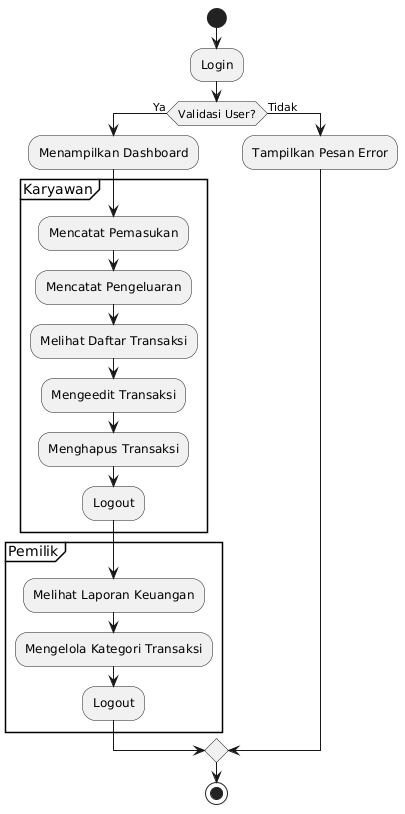 Login
Validasi User?
Ya
Tidak
Menampilkan Dashboard
Tampilkan Pesan Error
Karyawan
Mencatat Pemasukan
Mencatat Pengeluaran
Melihat Daftar Transaksi
Mengeedit Transaksi
Menghapus Transaksi
Logout
Pemilik
Melihat Laporan Keuangan
Mengelola Kategori Transaksi
Logout